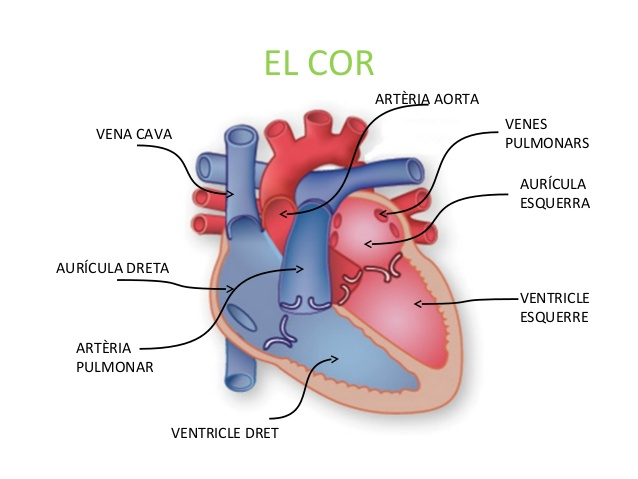 EL COR
ARTÈRIA AORTA
VENA CAVA
VENES
PULMONARS
AURÍCULA
ESQUERRA
AURÍCULA DRETA
VENTRICLE
ESQUERRE
ARTÈRIA
PULMONAR
VENTRICLE DRET